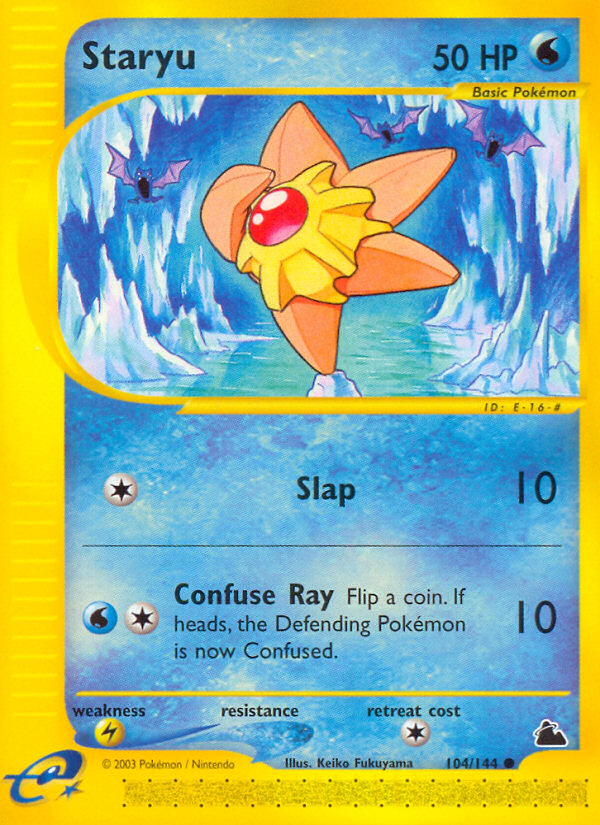 Staryu
50 HP
Basic Pokémon
ID: E-16-#
Slap 10
Confuse Ray Flip a coin. If
heads, the Defending Pokémon 10
is now Confused.
weakness resistance retreat cost
© 2003 Pokémon / Nintendo Illus. Keiko Fukuyama 104/144
e